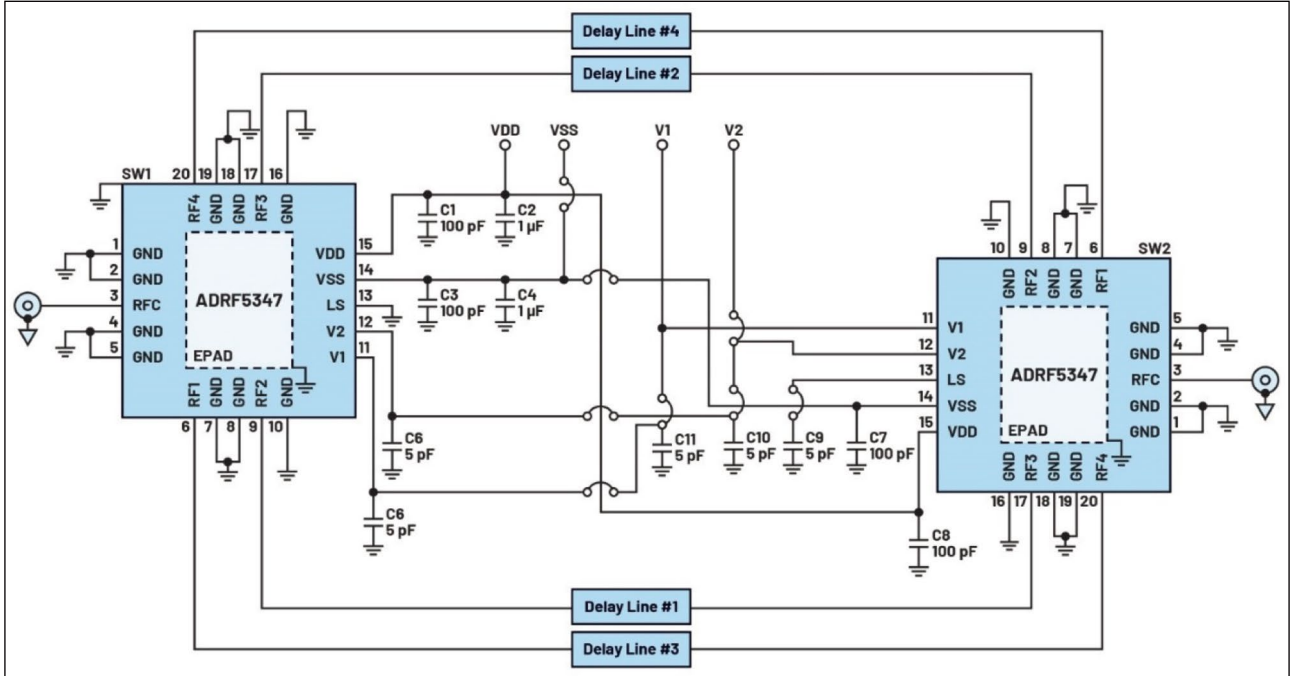 Delay Line #4
Delay Line #2
VDD
VSS
V1
V2
SW1
20
19
18
17
16
RF4
GND
GND
RF3
GND
1
GND
2
GND
3
RFC
4
GND
5
GND
ADRF5347
EPAD
VDD
15
VSS
14
LS
13
V2
12
V1
11
RF1
GND
GND
RF2
GND
6
7
8
9
10
C1
100 pF
C2
1 µF
C3
100 pF
C4
1 µF
C6
5 pF
C6
5 pF
C11
5 pF
C10
5 pF
C9
5 pF
C7
100 pF
C8
100 pF
SW2
10
9
8
7
6
GND
RF2
GND
GND
RF1
11
V1
12
V2
13
LS
14
VSS
15
VDD
ADRF5347
EPAD
GND
5
GND
4
RFC
3
GND
2
GND
1
GND
RF3
GND
GND
RF4
16
17
18
19
20
Delay Line #1
Delay Line #3